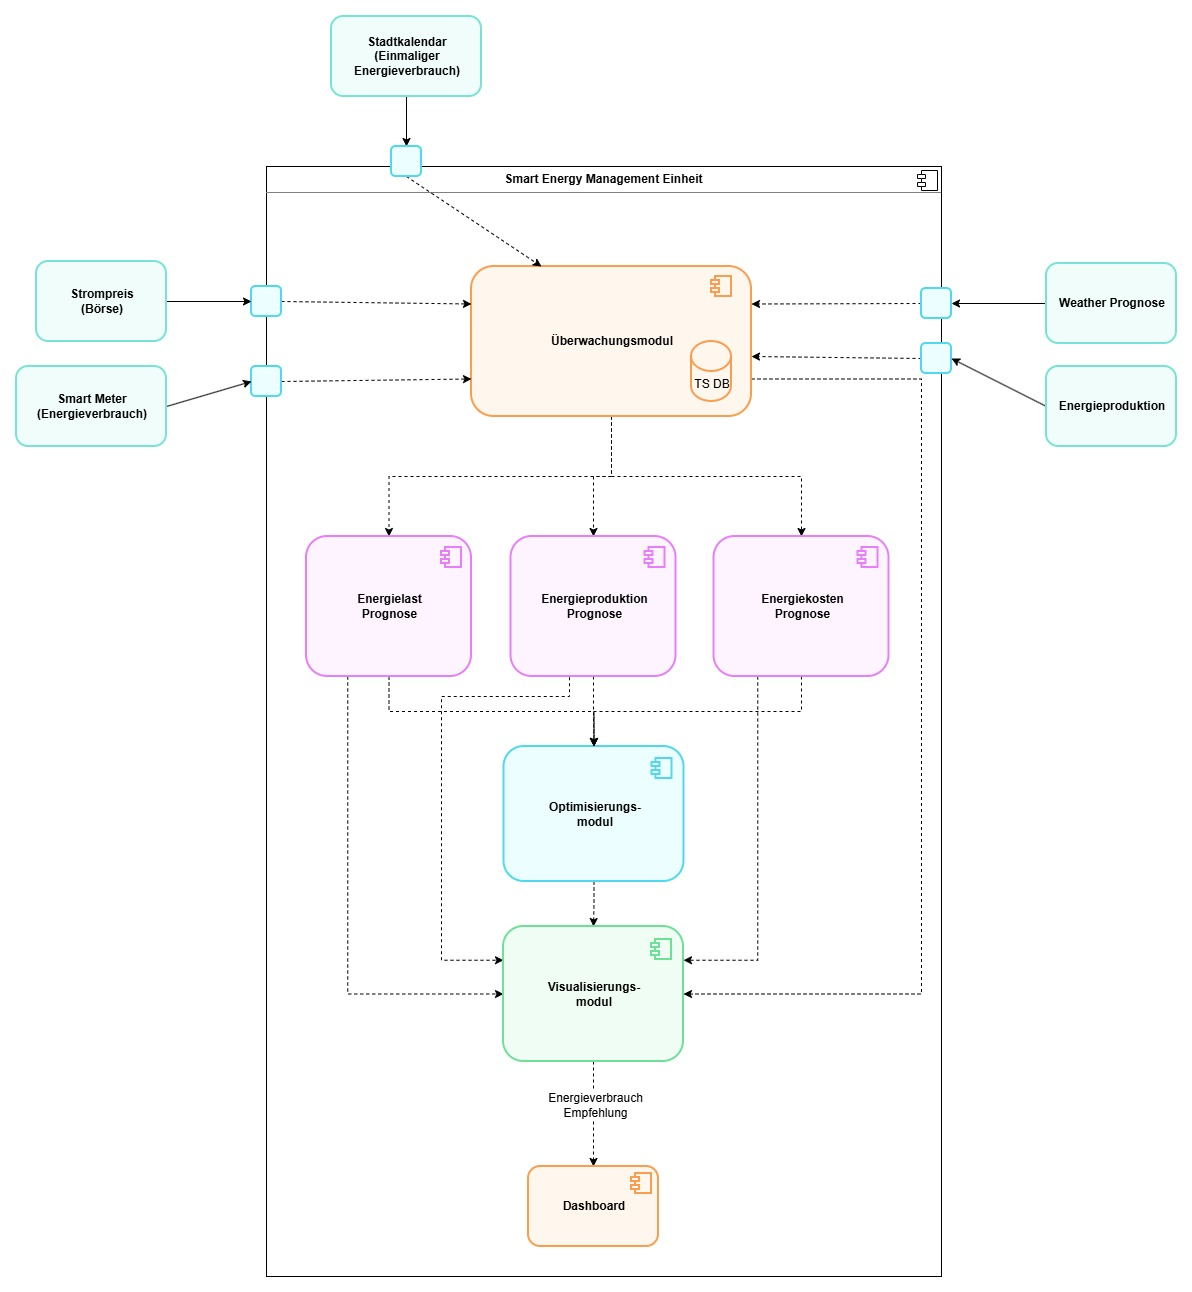 Stadtkalendar
(Einmaliger
Energieverbrauch)
Smart Energy Management Einheit
Strompreis
(Börse)
Smart Meter
(Energieverbrauch)
Überwachungsmodul
TS DB
Weather Prognose
Energieproduktion
Energielast
Prognose
Energieproduktion
Prognose
Energiekosten
Prognose
Optimisierungs-
modul
Visualisierungs-
modul
Energieverbrauch
Empfehlung
Dashboard